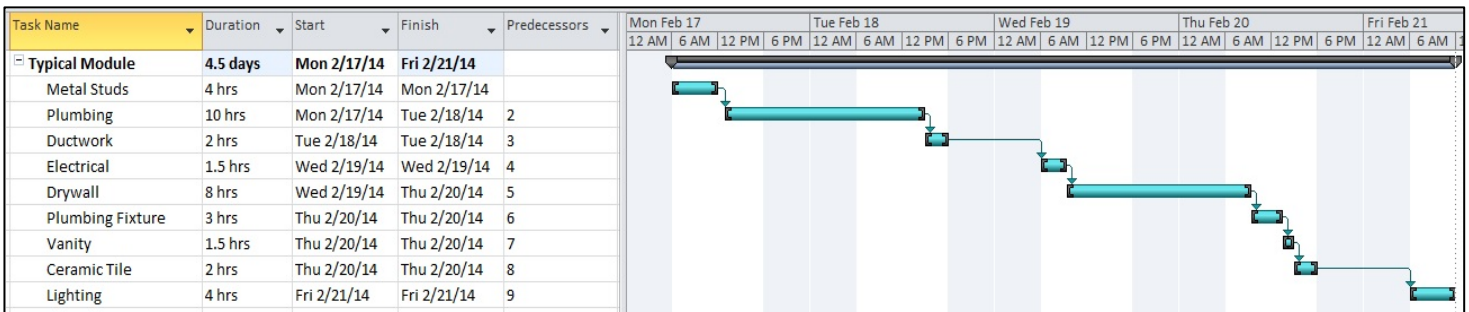 Task Name Duration Start Finish Predecessors Mon Feb 17 Tue Feb 18 Wed Feb 19 Thu Feb 20 Fri Feb 21
12 AM 6 AM 12 PM 6 PM 12 AM 6 AM 12 PM 6 PM 12 AM 6 AM 12 PM 6 PM 12 AM 6 AM 12 PM 6 PM 12 AM 6 AM
Typical Module 4.5 days Mon 2/17/14 Fri 2/21/14
Metal Studs 4 hrs Mon 2/17/14 Mon 2/17/14
Plumbing 10 hrs Mon 2/17/14 Tue 2/18/14 2
Ductwork 2 hrs Tue 2/18/14 Tue 2/18/14 3
Electrical 1.5 hrs Wed 2/19/14 Wed 2/19/14 4
Drywall 8 hrs Wed 2/19/14 Thu 2/20/14 5
Plumbing Fixture 3 hrs Thu 2/20/14 Thu 2/20/14 6
Vanity 1.5 hrs Thu 2/20/14 Thu 2/20/14 7
Ceramic Tile 2 hrs Thu 2/20/14 Thu 2/20/14 8
Lighting 4 hrs Fri 2/21/14 Fri 2/21/14 9